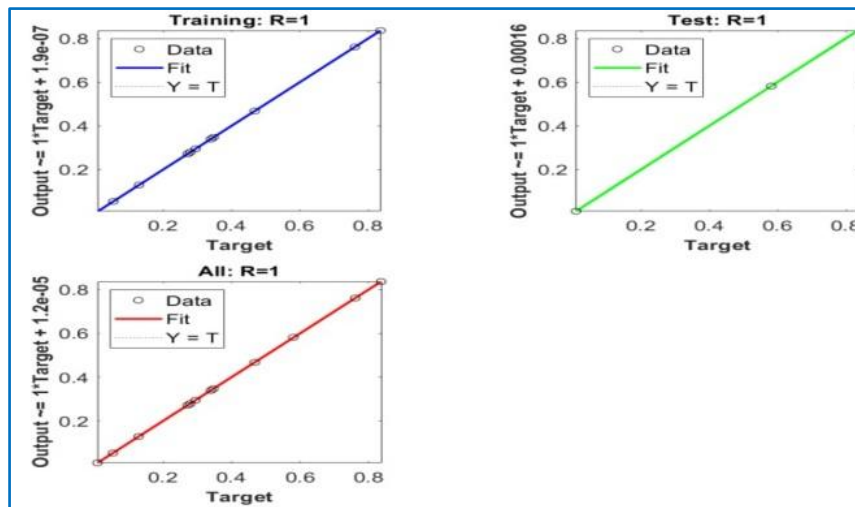 Training: R=1
Output ~= 1*Target + 1.9e-07
0.8
0.6
0.4
0.2
Data
Fit
Y = T
0.2 0.4 0.6 0.8
Target
Test: R=1
Output ~= 1*Target + 0.00016
0.8
0.6
0.4
0.2
Data
Fit
Y = T
0.2 0.4 0.6 0.8
Target
All: R=1
Output ~= 1*Target + 1.2e-05
0.8
0.6
0.4
0.2
Data
Fit
Y = T
0.2 0.4 0.6 0.8
Target